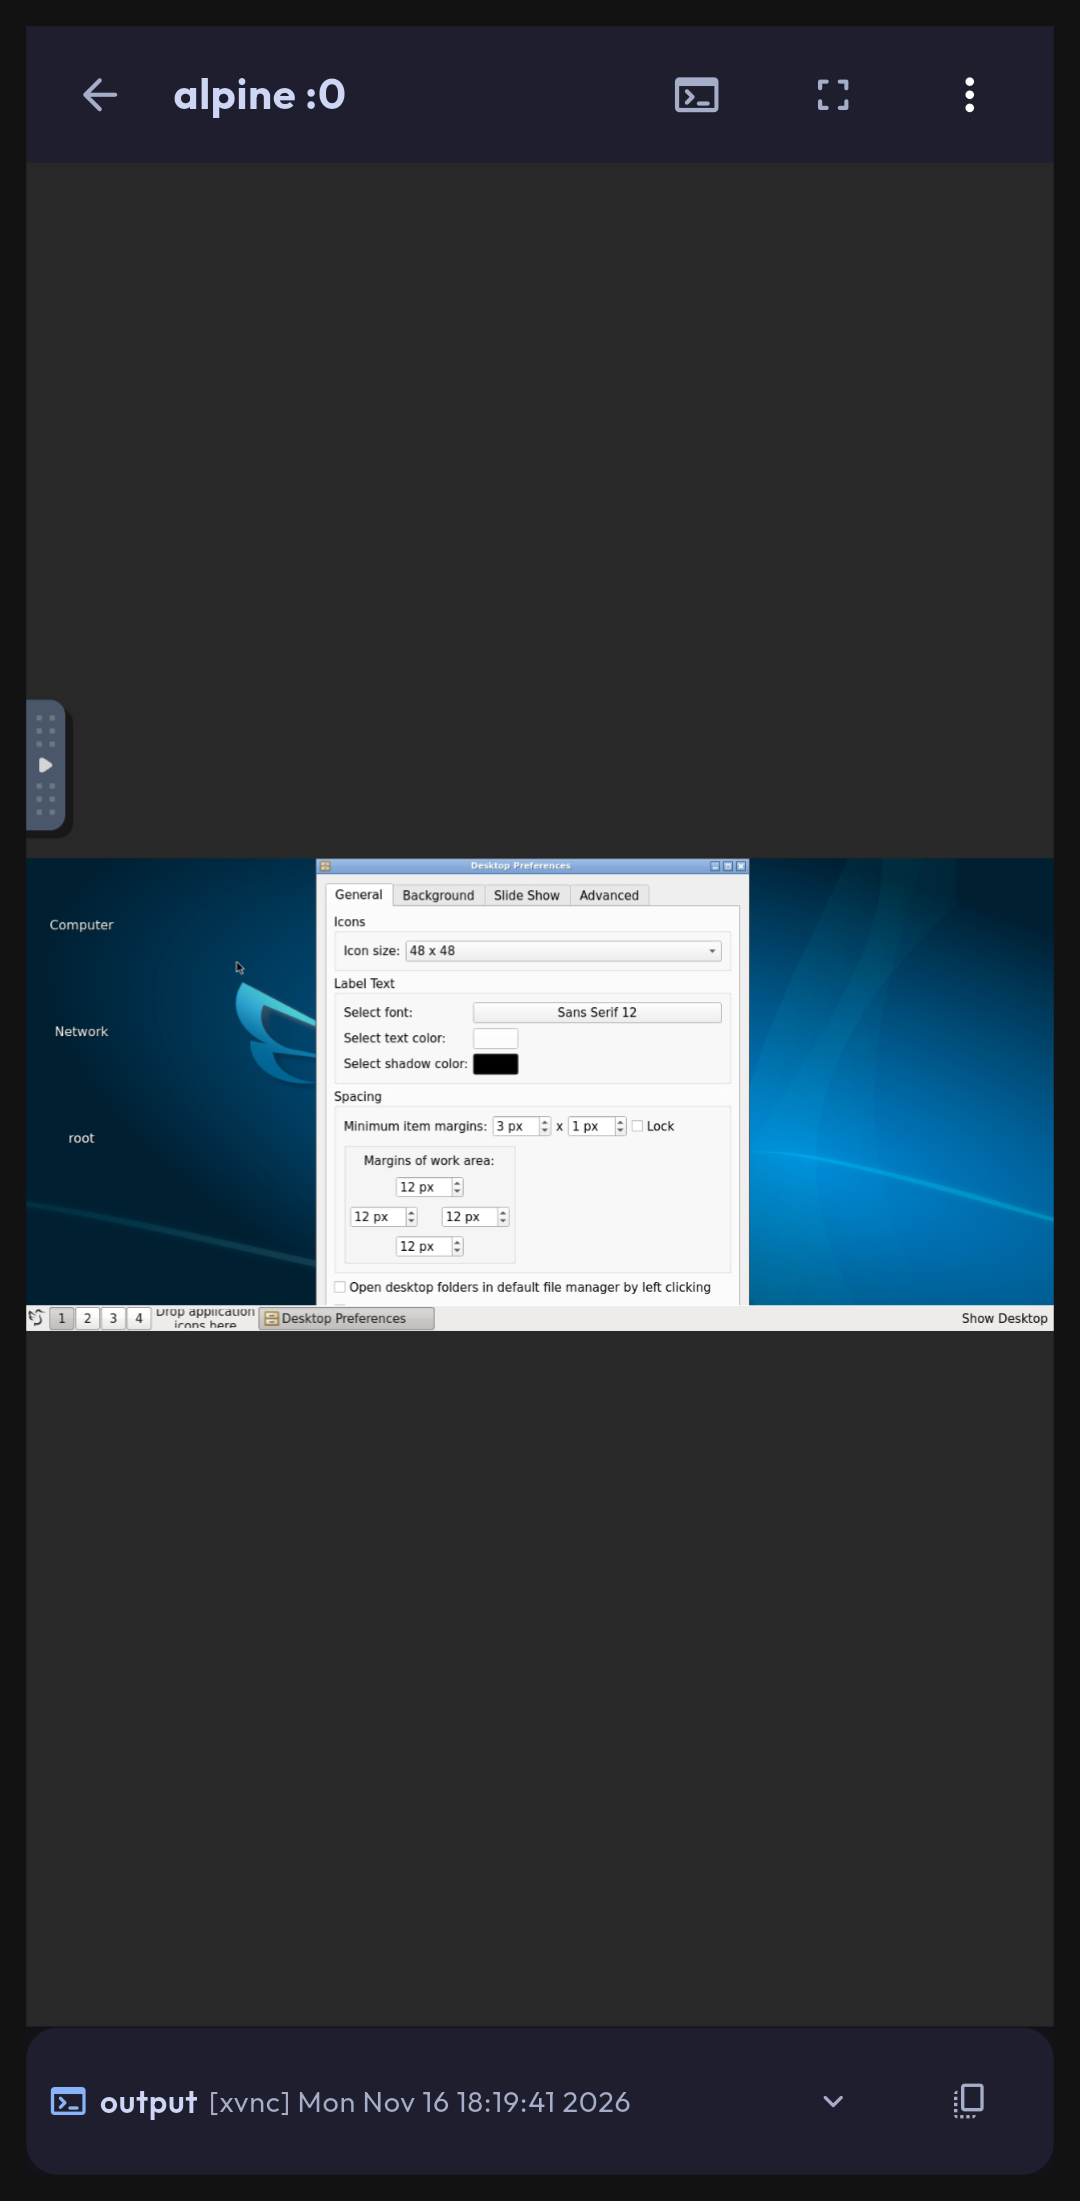 alpine :0
Desktop Preferences
General Background Slide Show Advanced
Computer
Icons
Icon size: 48 x 48
Label Text
Select font: Sans Serif 12
Network
Select text color:
Select shadow color:
Spacing
Minimum item margins: 3 px x 1 px Lock
root
Margins of work area:
12 px
12 px 12 px
12 px
Open desktop folders in default file manager by left clicking
1 2 3 4 Drop application
icons here
Desktop Preferences
Show Desktop
output [xvnc] Mon Nov 16 18:19:41 2026